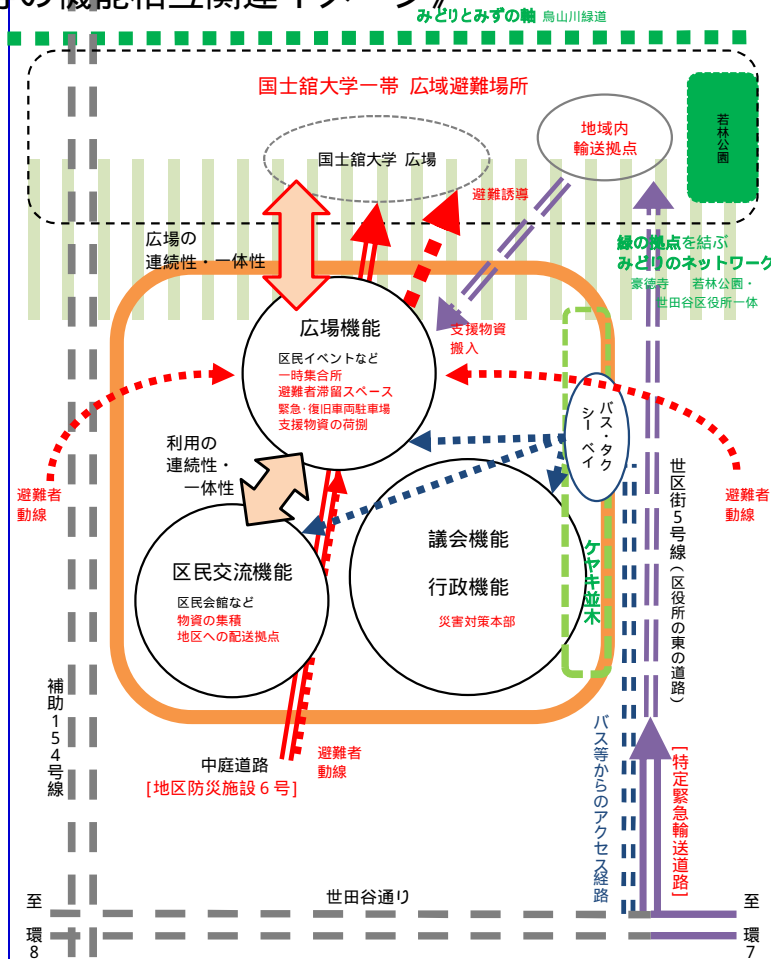 の機能相互関連イメージ》
みどりとみずの軸 烏山川緑道
国士舘大学一帯 広域避難場所
若林公園
地域内
輸送拠点
国士舘大学 広場
避難誘導
広場の
連続性・一体性
緑の拠点を結ぶ
みどりのネットワーク
豪徳寺 若林公園・
世田谷区役所一体
広場機能
支援物資
搬入
区民イベントなど
一時集合所
避難者滞留スペース
緊急・復旧車両駐車場
支援物資の荷捌
バス・タク
シーベイ
利用の
連続性・
一体性
避難者
動線
避難者
動線
世区街5号線(区役所の東の道路)
議会機能
行政機能
災害対策本部
ケヤキ並木
区民交流機能
区民会館など
物資の集積
地区への配送拠点
補助154号線
バス等からのアクセス経路
[特定緊急輸送道路]
中庭道路
[地区防災施設6号]
避難者
動線
世田谷通り
至
環8
至
環7